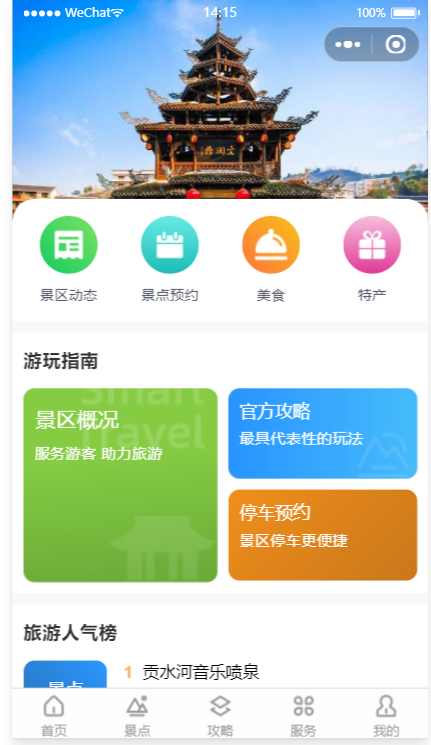 WeChat
14:15
100%
景区动态
景点预约
美食
特产
游玩指南
Smart
Travel
景区概况
服务游客 助力旅游
官方攻略
最具代表性的玩法
停车预约
景区停车更便捷
旅游人气榜
景点
1 贡水河音乐喷泉
首页
景点
攻略
服务
我的